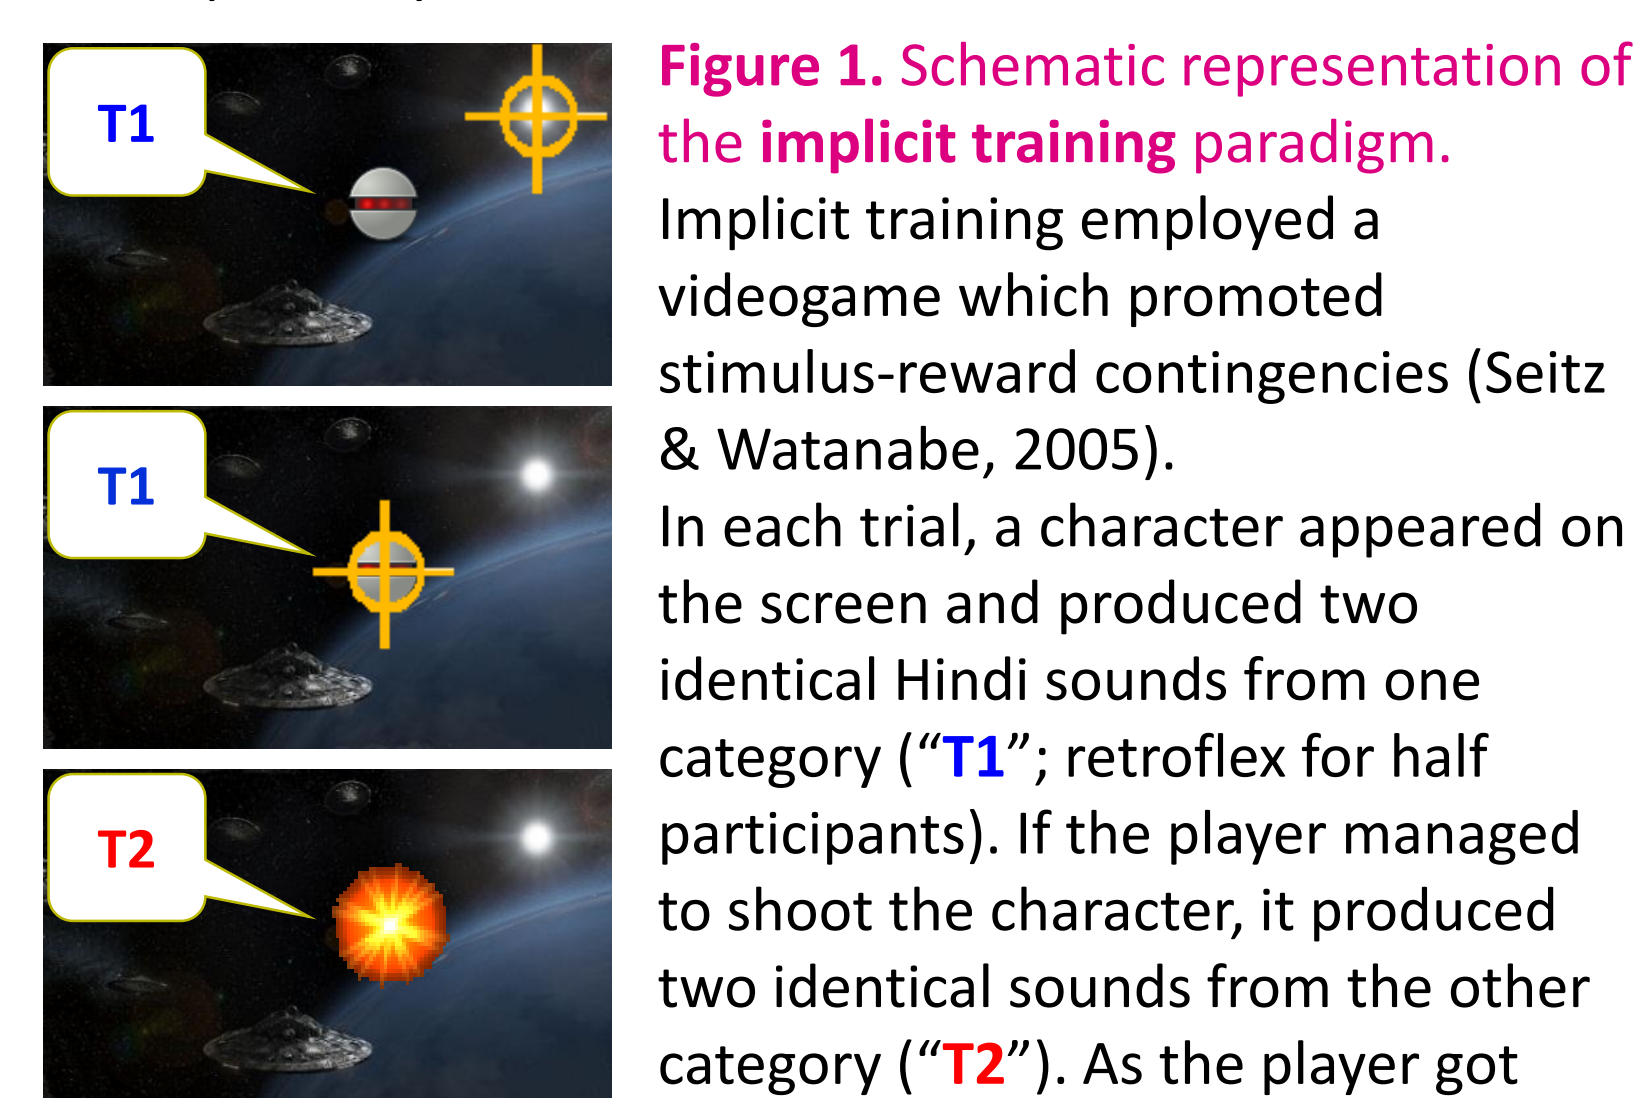 T1
T1
T2
Figure 1. Schematic representation of
the implicit training paradigm.
Implicit training employed a
videogame which promoted
stimulus-reward contingencies (Seitz
& Watanabe, 2005).
In each trial, a character appeared on
the screen and produced two
identical Hindi sounds from one
category (“T1”; retroflex for half
participants). If the player managed
to shoot the character, it produced
two identical sounds from the other
category (“T2”). As the player got